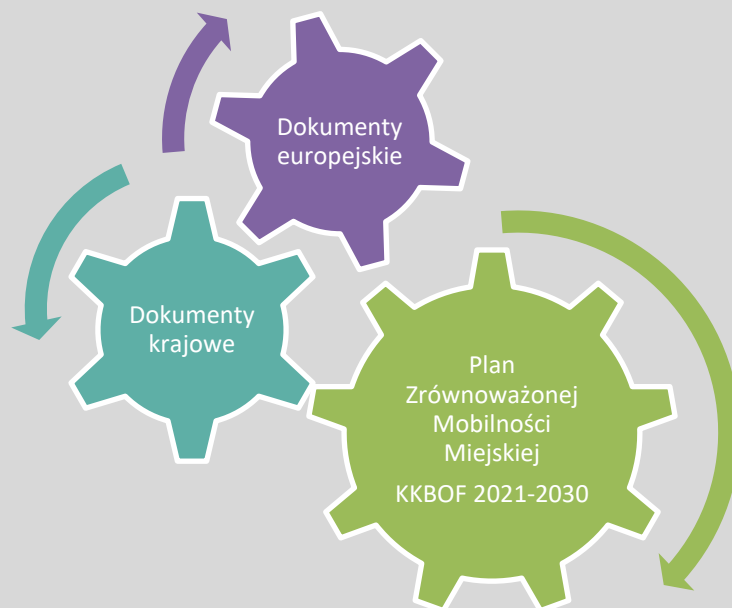 Dokumenty
europejskie
Dokumenty
krajowe
Plan
Zrównoważonej
Mobilności
Miejskiej
KKBOF 2021-2030